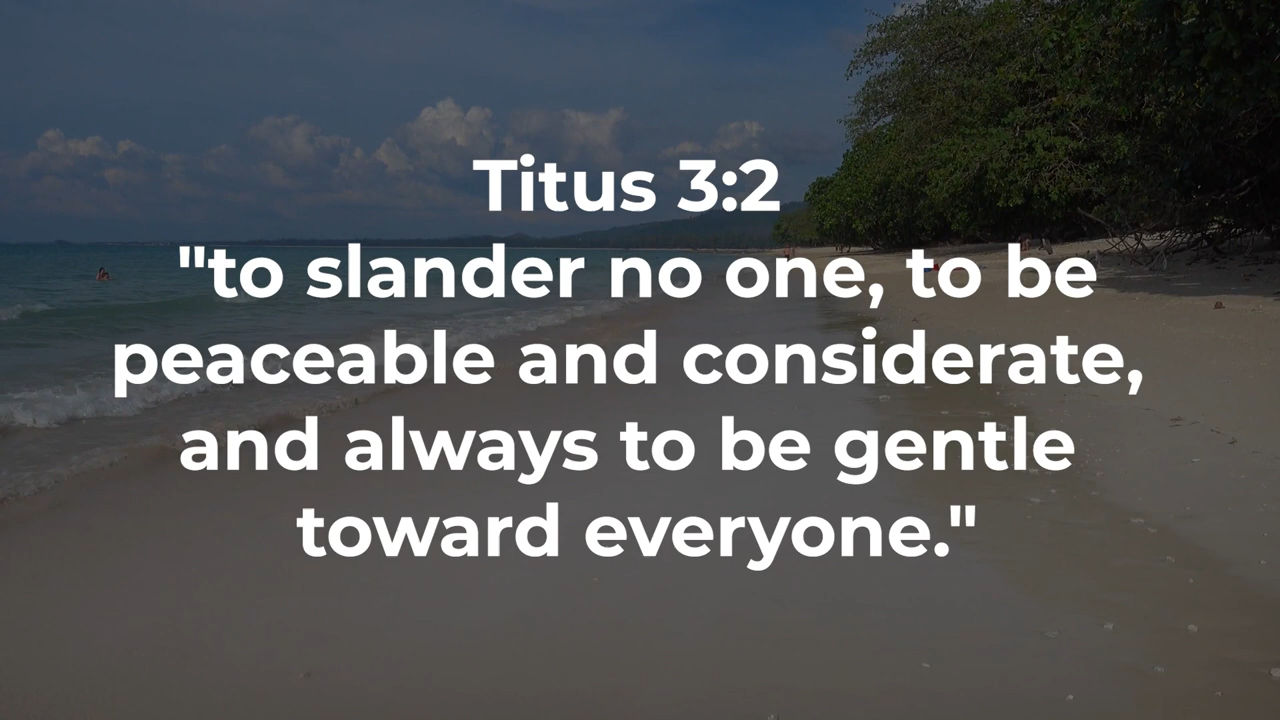 Titus 3:2
"to slander no one, to be
peaceable and considerate,
and always to be gentle
toward everyone."